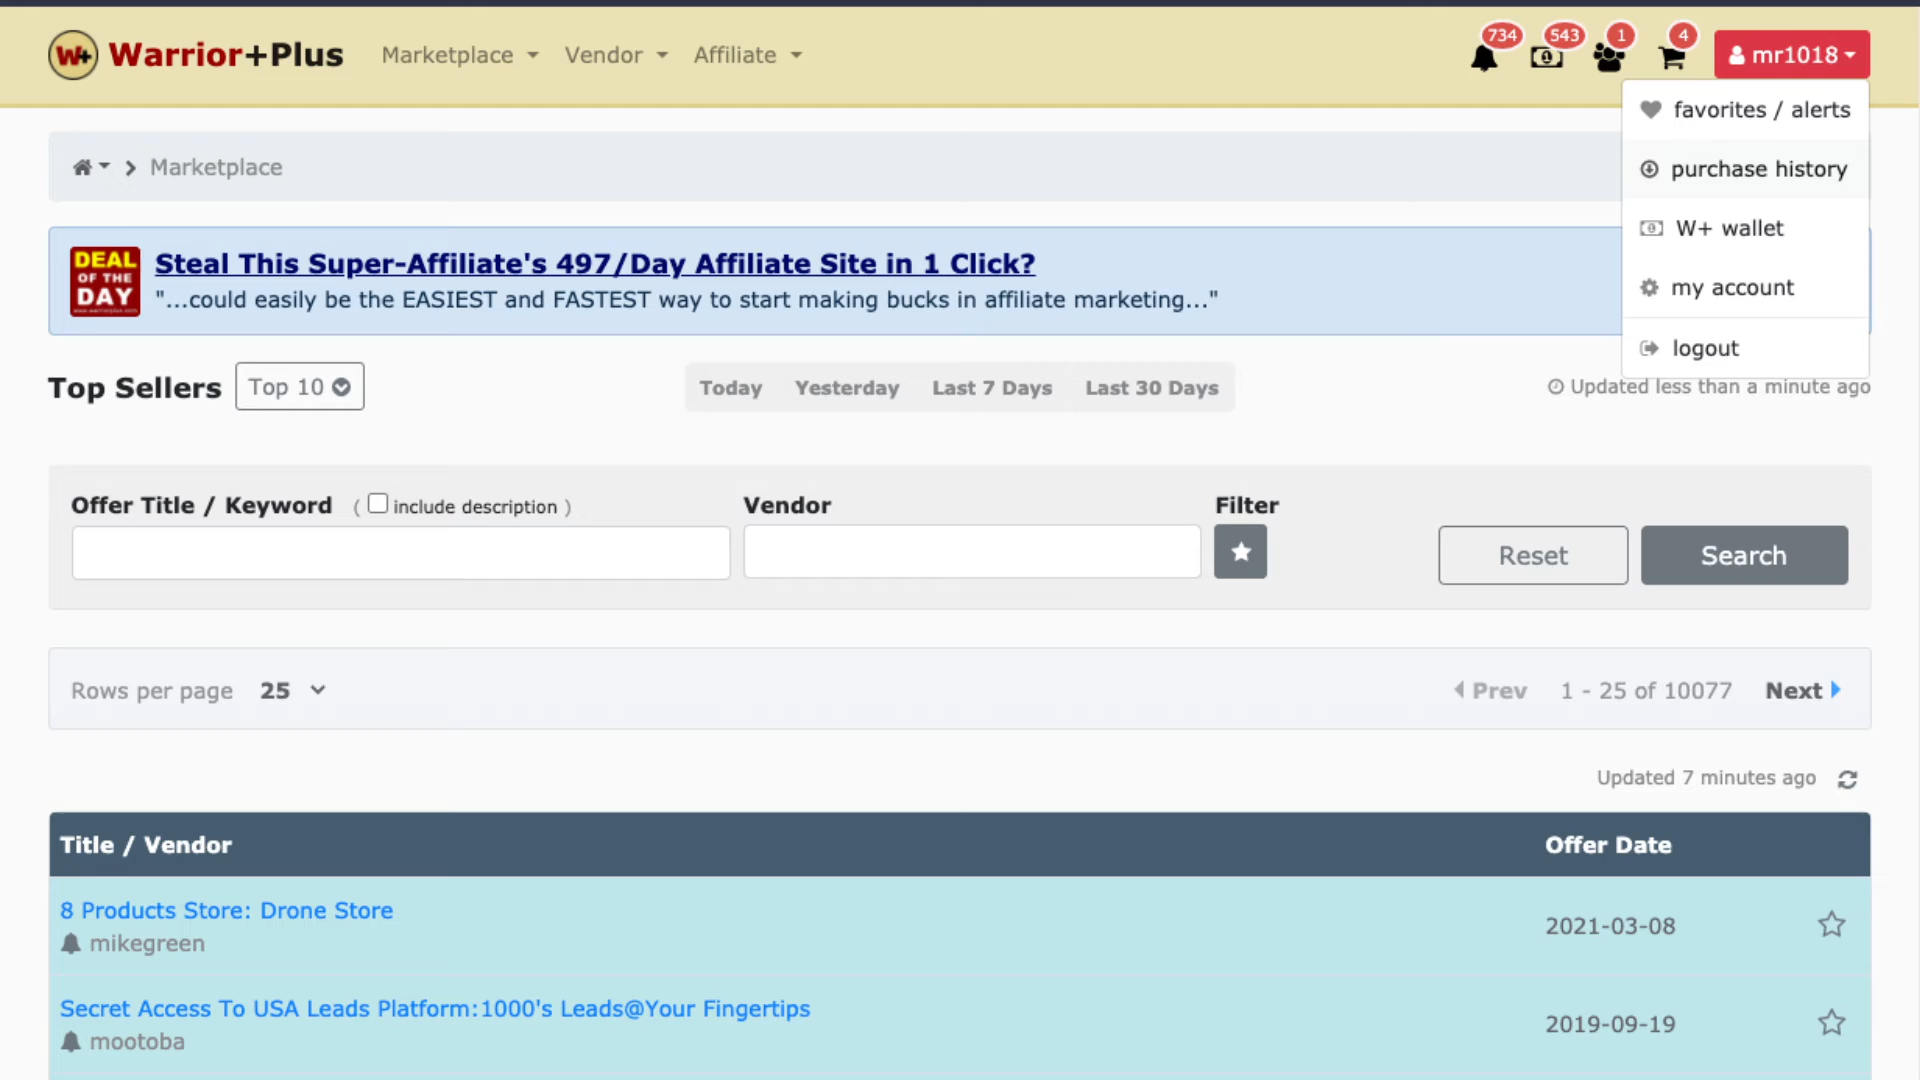 W+ Warrior+Plus Marketplace Vendor Affiliate 734 543 1 4 mr1018
favorites / alerts
purchase history
W+ wallet
my account
logout
Marketplace
DEAL
OF THE
DAY
Steal This Super-Affiliate's 497/Day Affiliate Site in 1 Click?
"...could easily be the EASIEST and FASTEST way to start making bucks in affiliate marketing..."
Top Sellers Top 10 Today Yesterday Last 7 Days Last 30 Days Updated less than a minute ago
Offer Title / Keyword ( include description ) Vendor Filter
Reset Search
Rows per page 25 Prev 1 - 25 of 10077 Next
Updated 7 minutes ago
Title / Vendor Offer Date
8 Products Store: Drone Store
mikegreen
2021-03-08
Secret Access To USA Leads Platform:1000's Leads@Your Fingertips
mootoba
2019-09-19